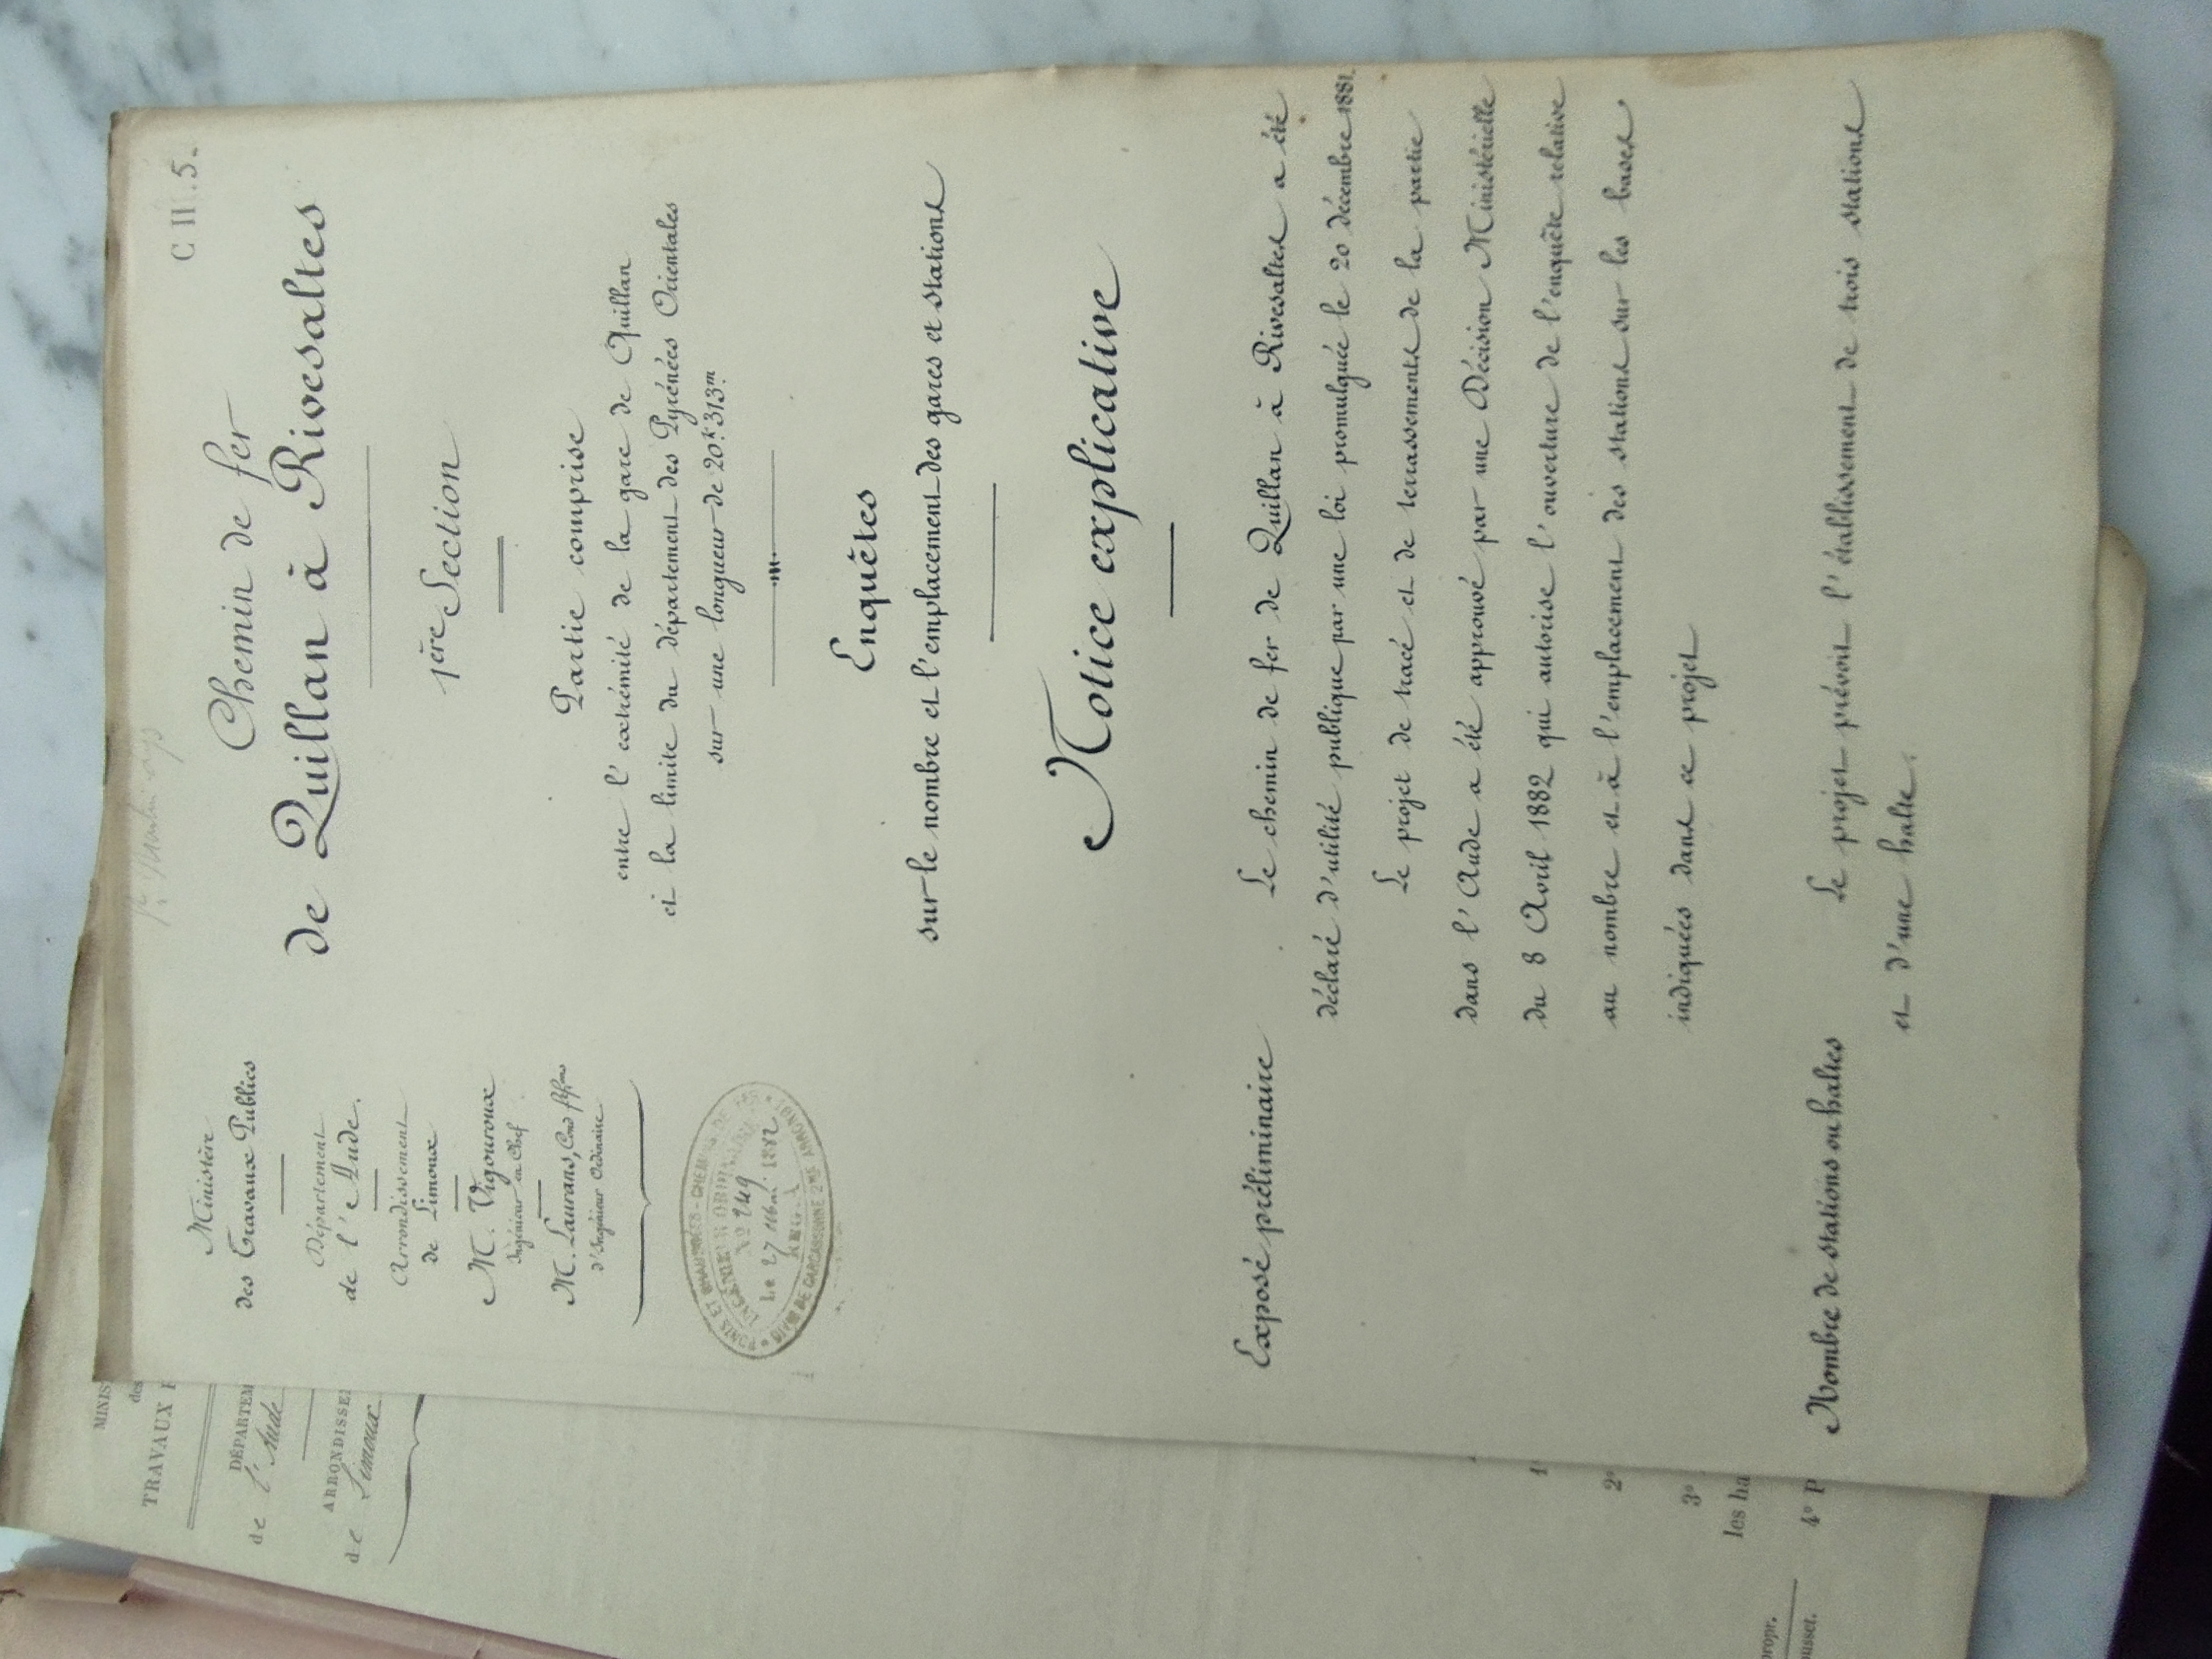 MINIS
des
TRAVAUX P
DÉPARTEM
de l'Aude
ARRONDISSE
de Limoux
1°
2°
3°
les ha
propr.
4° P
C II .5.
Ministère
des Travaux Publics
Département
de l'Aude.
Arrondissement
de Limoux
M. Vigouroux
Ingénieur en Chef
M. Laurans, Cond
d'Ingénieur Ordinaire
PONTS ET CHAUSSÉES - CHEMINS DE FER
INGÉNIEUR ORDINAIRE
No 249
Le 27 Mai 1882
REG. A
DE CARCASSONNE 2ME ARRONDT
Chemin de fer
de Quillan à Rivesaltes
1ère Section
Partie comprise
entre l'extrémité de la gare de Quillan
et la limite du département des Pyrénées Orientales
sur une longueur de 20k.313m
Enquêtes
sur le nombre et l'emplacement des gares et stations
Notice explicative
Exposé préliminaire
Le chemin de fer de Quillan à Rivesaltes a été
déclaré d'utilité publique par une loi promulguée le 20 décembre 1881.
Le projet de tracé et de terrassements de la partie
dans l'Aude a été approuvé par une Décision Ministérielle
du 8 Avril 1882 qui autorise l'ouverture de l'enquête relative
au nombre et à l'emplacement des stations sur les bases
indiquées dans ce projet
Nombre de stations ou haltes
Le projet prévoit l'établissement de trois stations
et d'une halte.